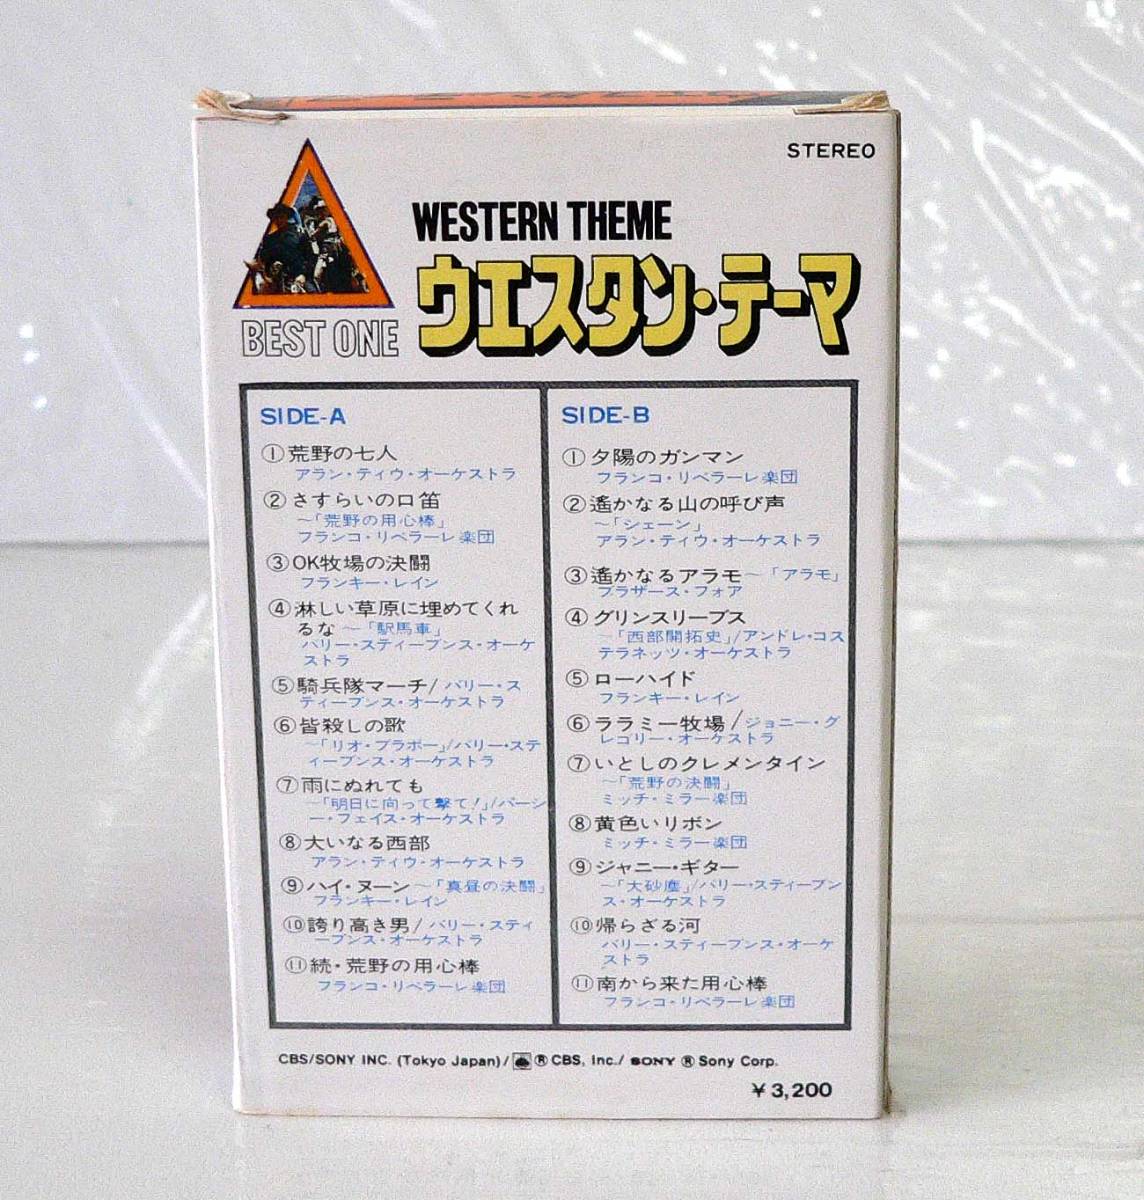 STEREO
WESTERN THEME
ウエスタン・テーマ
BEST ONE
SIDE-A
①荒野の七人
アラン・ティウ・オーケストラ
②さすらいの口笛
〜「荒野の用心棒」
フランコ・リベラーレ楽団
③OK牧場の決闘
フランキー・レイン
④淋しい草原に埋めてくれ
るな〜「駅馬車」
バリー・スティーブンス・オーケ
ストラ
⑤騎兵隊マーチ/バリー・ス
ティーブンス・オーケストラ
⑥皆殺しの歌
〜「リオ・ブラボー」/バリー・ステ
ィーブンス・オーケストラ
⑦雨にぬれても
〜「明日に向って撃て!」/パーシ
ー・フェイス・オーケストラ
⑧大いなる西部
アラン・ティウ・オーケストラ
⑨ハイ・ヌーン〜「真昼の決闘」
フランキー・レイン
⑩誇り高き男/バリー・スティ
ーブンス・オーケストラ
⑪続・荒野の用心棒
フランコ・リベラーレ楽団
SIDE-B
①夕陽のガンマン
フランコ・リベラーレ楽団
②遙かなる山の呼び声
〜「シェーン」
アラン・ティウ・オーケストラ
③遙かなるアラモ〜「アラモ」
ブラザース・フォア
④グリンスリーブス
〜「西部開拓史」/アンドレ・コス
テラネッツ・オーケストラ
⑤ローハイド
フランキー・レイン
⑥ララミー牧場/ジョニー・グ
レゴリー・オーケストラ
⑦いとしのクレメンタイン
〜「荒野の決闘」
ミッチ・ミラー楽団
⑧黄色いリボン
ミッチ・ミラー楽団
⑨ジャニー・ギター
〜「大砂塵」/バリー・スティーブン
ス・オーケストラ
⑩帰らざる河
バリー・スティーブンス・オーケ
ストラ
⑪南から来た用心棒
フランコ・リベラーレ楽団
CBS/SONY INC. (Tokyo Japan)/ ® CBS, Inc./ SONY ® Sony Corp.
¥3,200